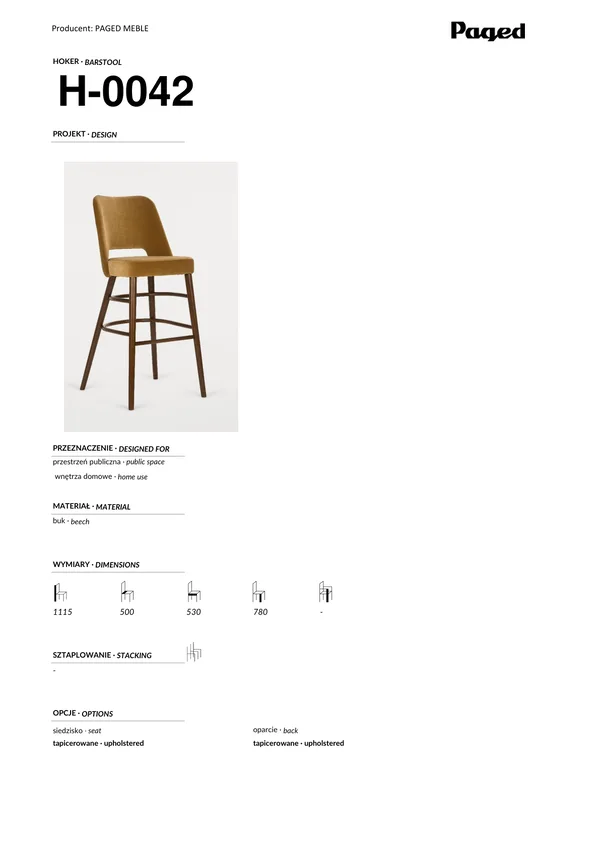 Producent: PAGED MEBLE
Paged
HOKER · BARSTOOL
H-0042
PROJEKT · DESIGN
PRZEZNACZENIE · DESIGNED FOR
przestrzeń publiczna · public space
wnętrza domowe · home use
MATERIAŁ · MATERIAL
buk · beech
WYMIARY · DIMENSIONS
1115 500 530 780 -
SZTAPLOWANIE · STACKING
-
OPCJE · OPTIONS
siedzisko · seat oparcie · back
tapicerowane · upholstered tapicerowane · upholstered